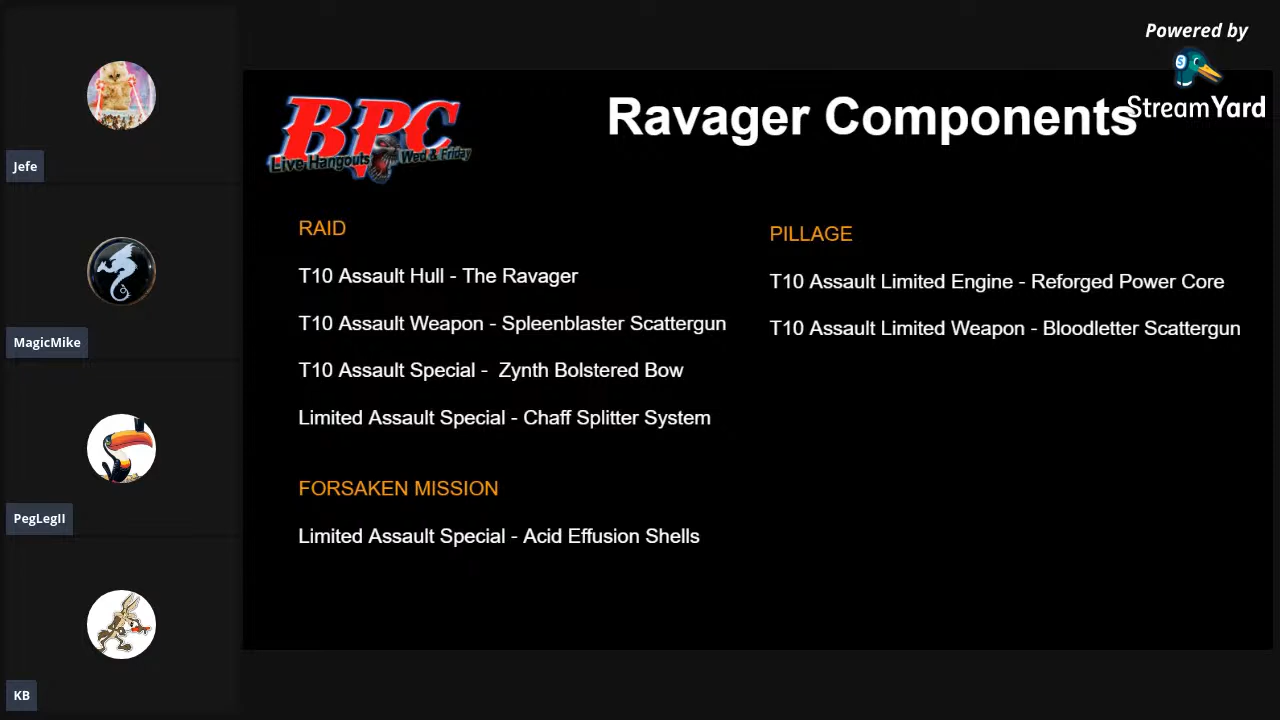 Powered by
StreamYard
Jefe
MagicMike
PegLegII
KB
BPC
Live Hangouts Wed & Friday
Ravager Components
RAID
T10 Assault Hull - The Ravager
T10 Assault Weapon - Spleenblaster Scattergun
T10 Assault Special -  Zynth Bolstered Bow
Limited Assault Special - Chaff Splitter System
FORSAKEN MISSION
Limited Assault Special - Acid Effusion Shells
PILLAGE
T10 Assault Limited Engine - Reforged Power Core
T10 Assault Limited Weapon - Bloodletter Scattergun